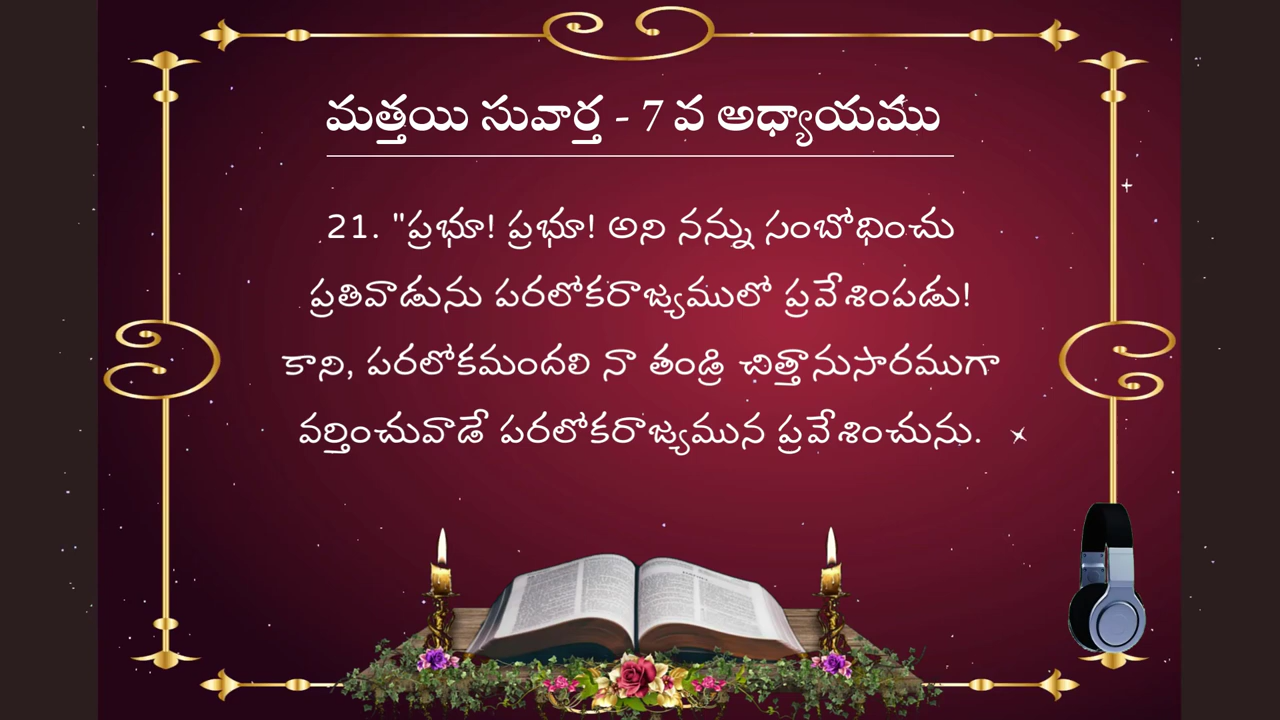 మత్తయి సువార్త - 7 వ అధ్యాయము
21. "ప్రభూ! ప్రభూ! అని నన్ను సంబోధించు
ప్రతివాడును పరలోకరాజ్యములో ప్రవేశింపడు!
కాని, పరలోకమందలి నా తండ్రి చిత్తానుసారముగా
వర్తించువాడే పరలోకరాజ్యమున ప్రవేశించును.